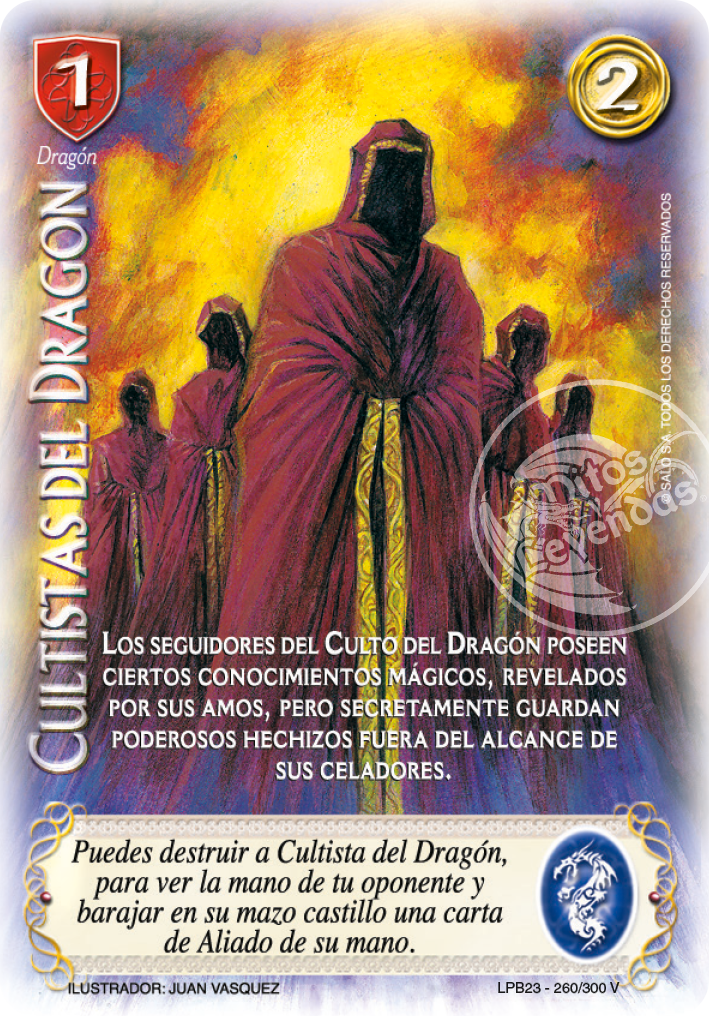 1
2
Dragón
CULTISTAS DEL DRAGON
© SALO S.A. TODOS LOS DERECHOS RESERVADOS
mitos
y
Leyendas.
LOS SEGUIDORES DEL CULTO DEL DRAGÓN POSEEN
CIERTOS CONOCIMIENTOS MÁGICOS, REVELADOS
POR SUS AMOS, PERO SECRETAMENTE GUARDAN
PODEROSOS HECHIZOS FUERA DEL ALCANCE DE
SUS CELADORES.
Puedes destruir a Cultista del Dragón,
para ver la mano de tu oponente y
barajar en su mazo castillo una carta
de Aliado de su mano.
ILUSTRADOR: JUAN VASQUEZ
LPB23 - 260/300 V